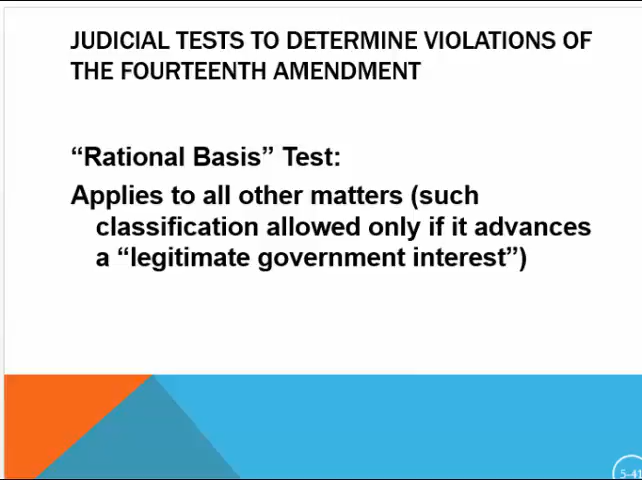 JUDICIAL TESTS TO DETERMINE VIOLATIONS OF
THE FOURTEENTH AMENDMENT
“Rational Basis” Test:
Applies to all other matters (such
classification allowed only if it advances
a “legitimate government interest”)
5-41